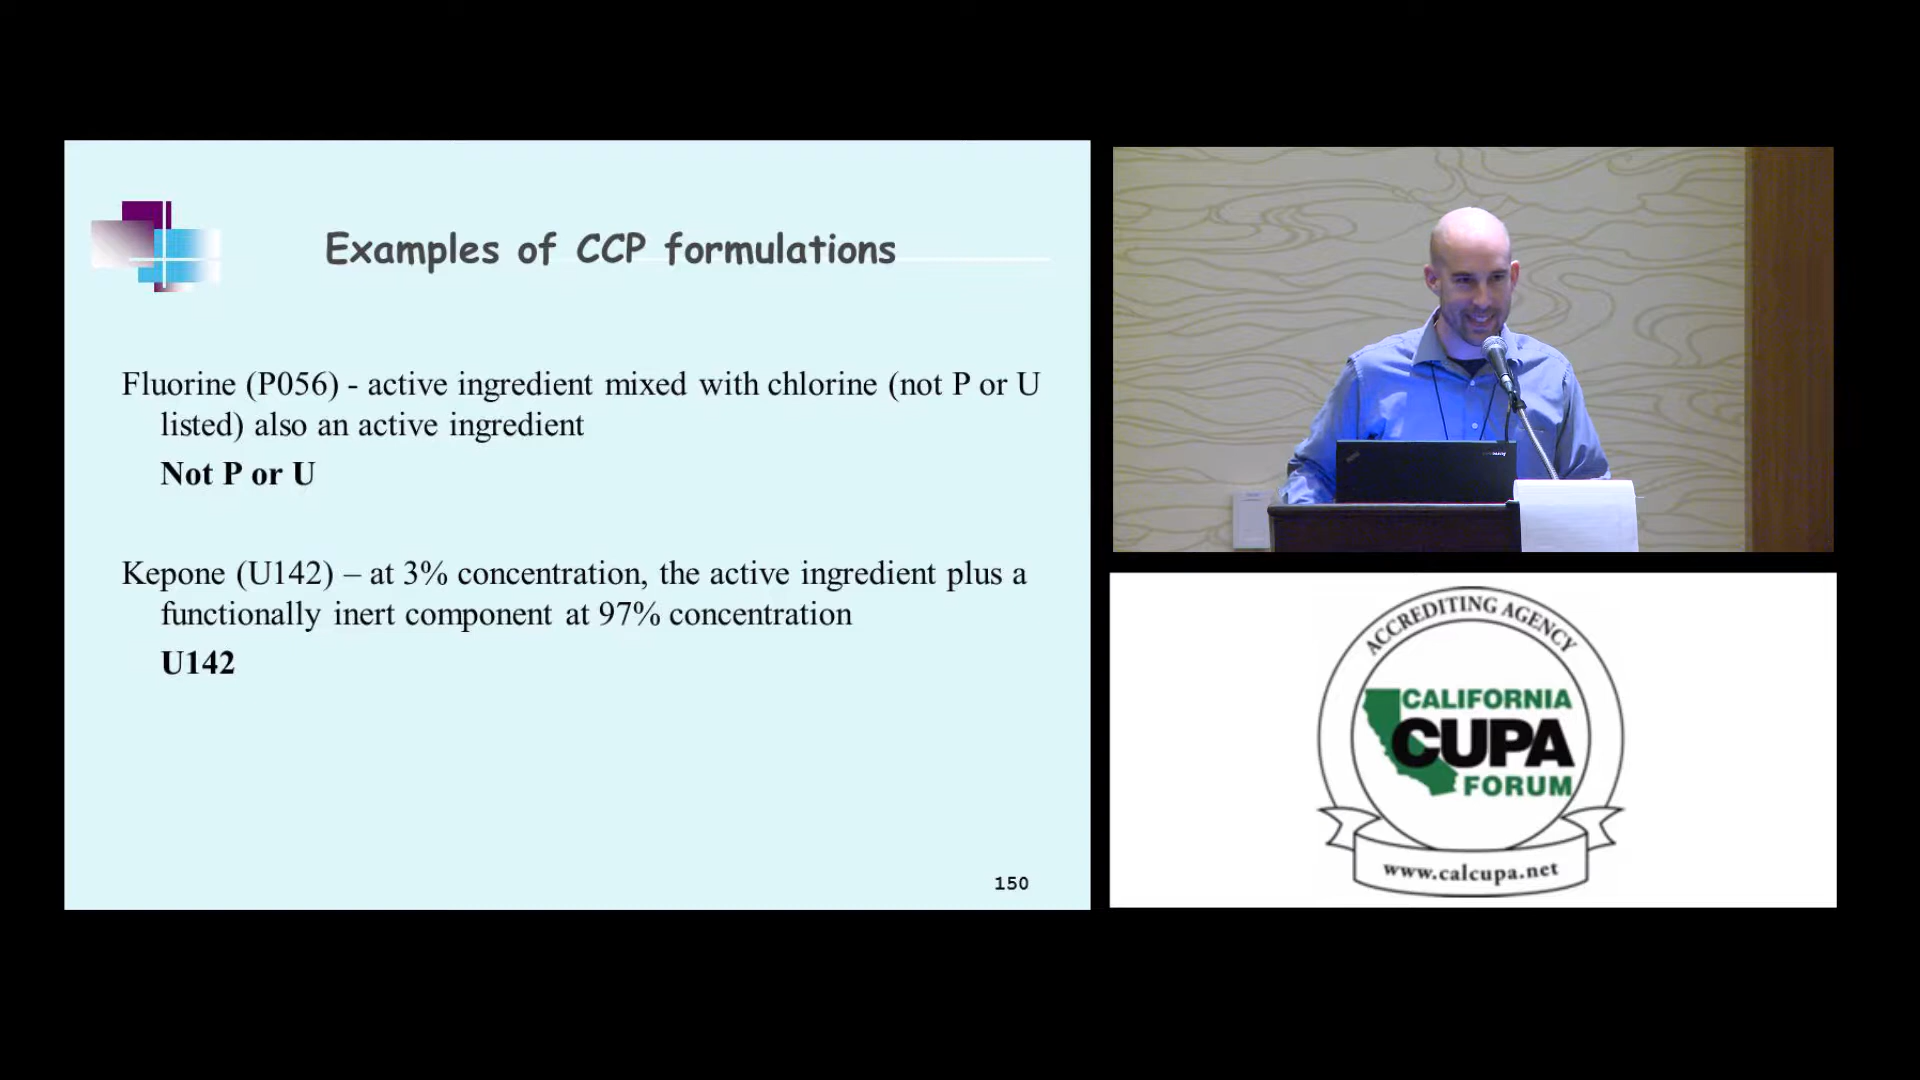 Examples of CCP formulations
Fluorine (P056) - active ingredient mixed with chlorine (not P or U
listed) also an active ingredient
Not P or U
Kepone (U142) – at 3% concentration, the active ingredient plus a
functionally inert component at 97% concentration
U142
150
ACCREDITING AGENCY
CALIFORNIA
CUPA
FORUM
www.calcupa.net